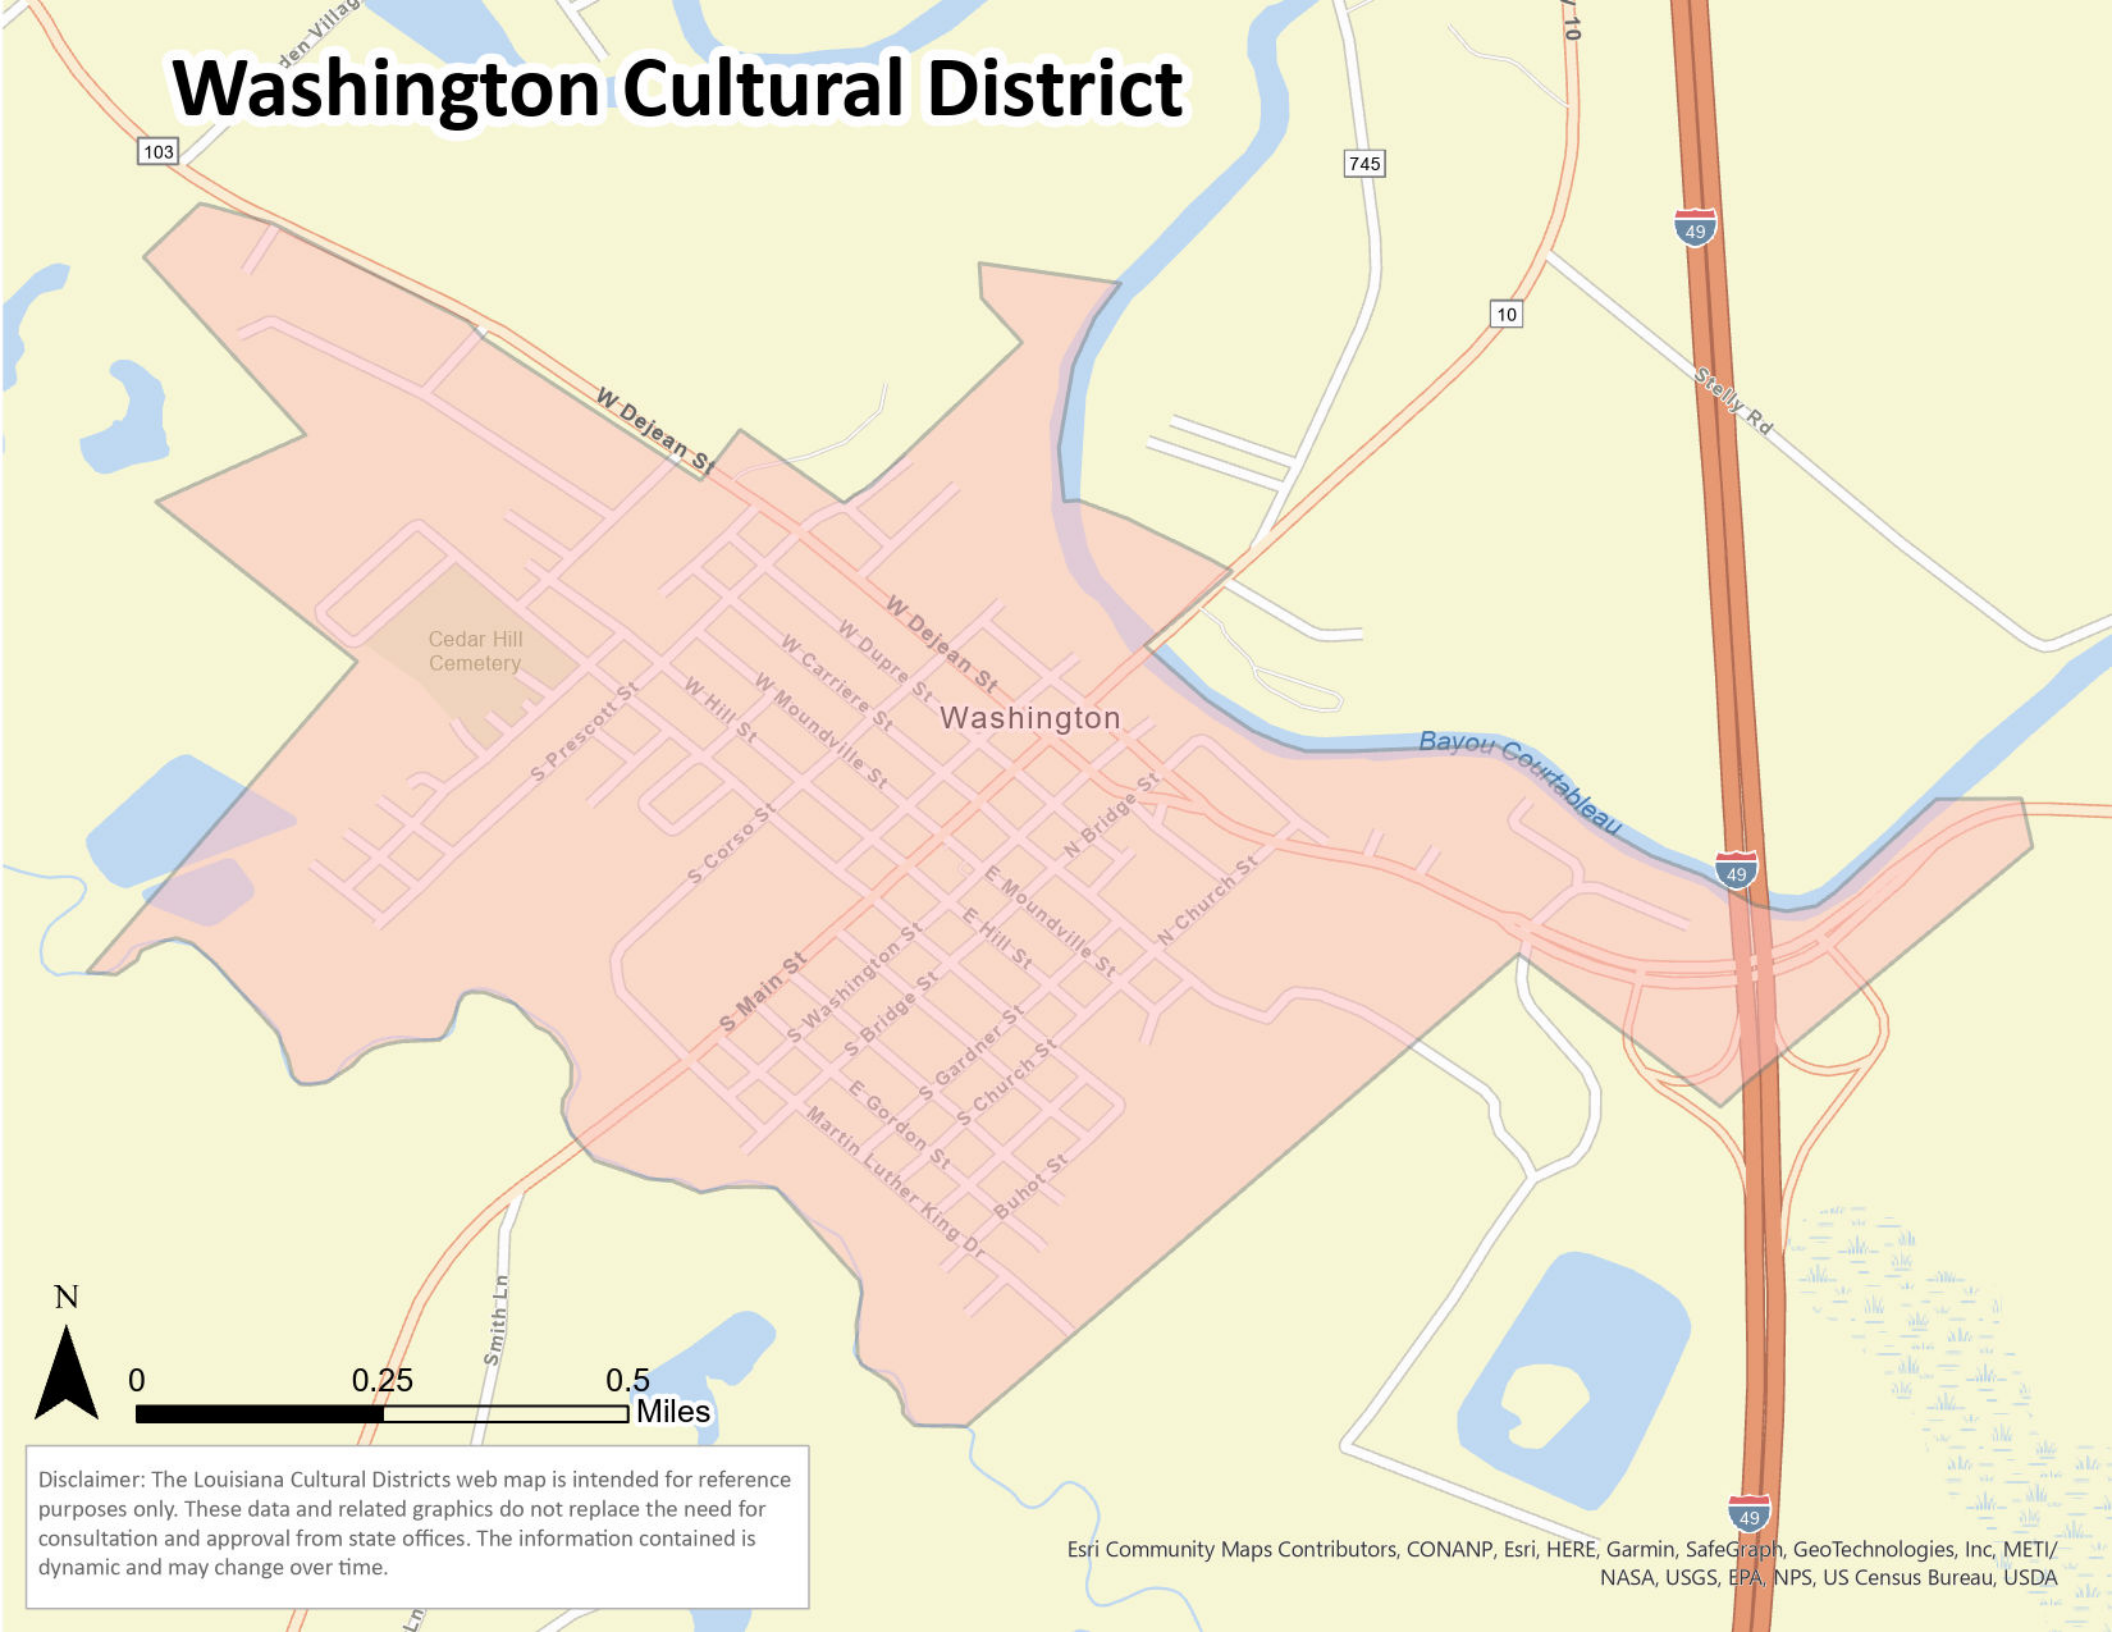 den Villag
Washington Cultural District
103
745
y 10
49
10
Stelly Rd
W Dejean St
Cedar Hill
Cemetery
W Dejean St
W Dupre St
W Carriere St
W Moundville St
W Hill St
S Prescott St
Washington
Bayou Courtableau
N Bridge St
S Corso St
49
E Moundville St
N Church St
E Hill St
S Main St
S Washington St
S Bridge St
S Gardner St
S Church St
E Gordon St
Martin Luther King Dr
Buhot St
Smith Ln
N
0 0.25 0.5
Miles
Disclaimer: The Louisiana Cultural Districts web map is intended for reference
purposes only. These data and related graphics do not replace the need for
consultation and approval from state offices. The information contained is
dynamic and may change over time.
49
Esri Community Maps Contributors, CONANP, Esri, HERE, Garmin, SafeGraph, GeoTechnologies, Inc, METI/
NASA, USGS, EPA, NPS, US Census Bureau, USDA
Ln